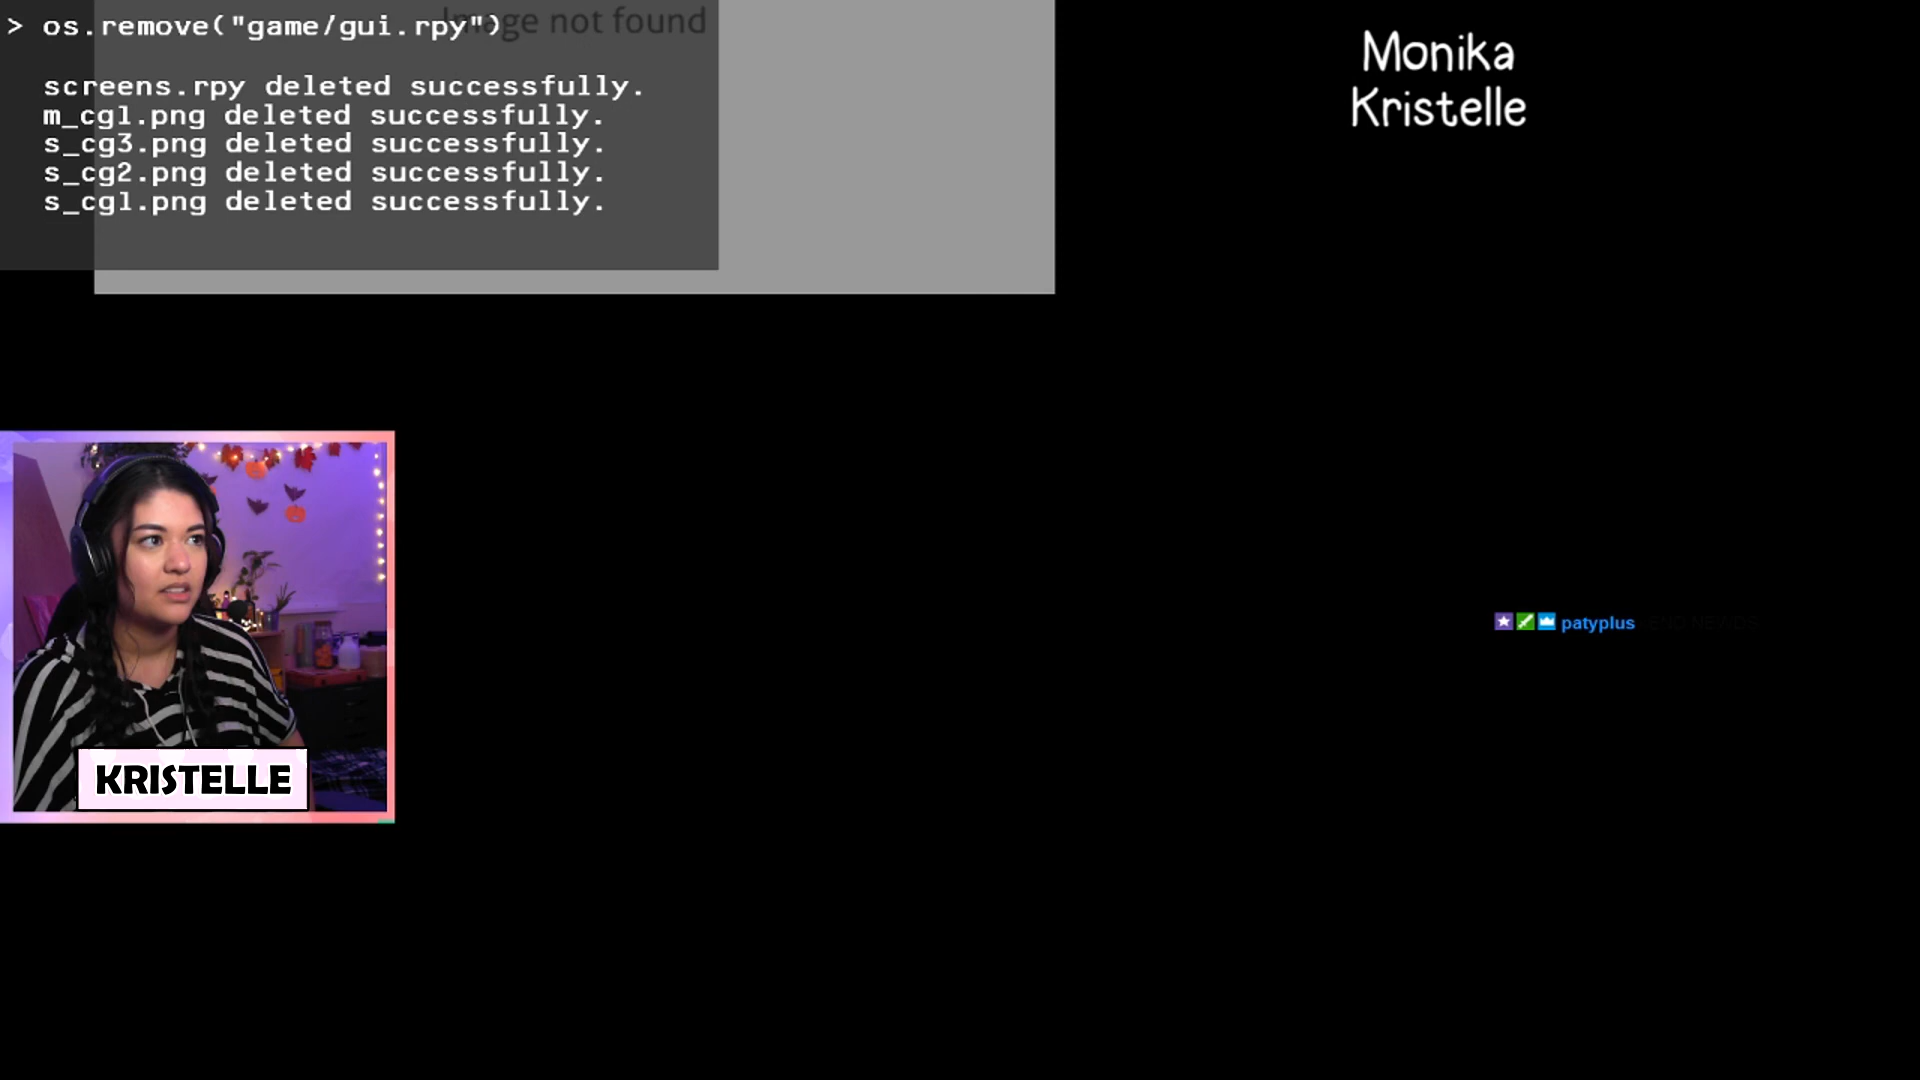 > os.remove("game/gui.rpy")
Image not found
screens.rpy deleted successfully.
m_cg1.png deleted successfully.
s_cg3.png deleted successfully.
s_cg2.png deleted successfully.
s_cg1.png deleted successfully.
Monika
Kristelle
KRISTELLE
patyplus